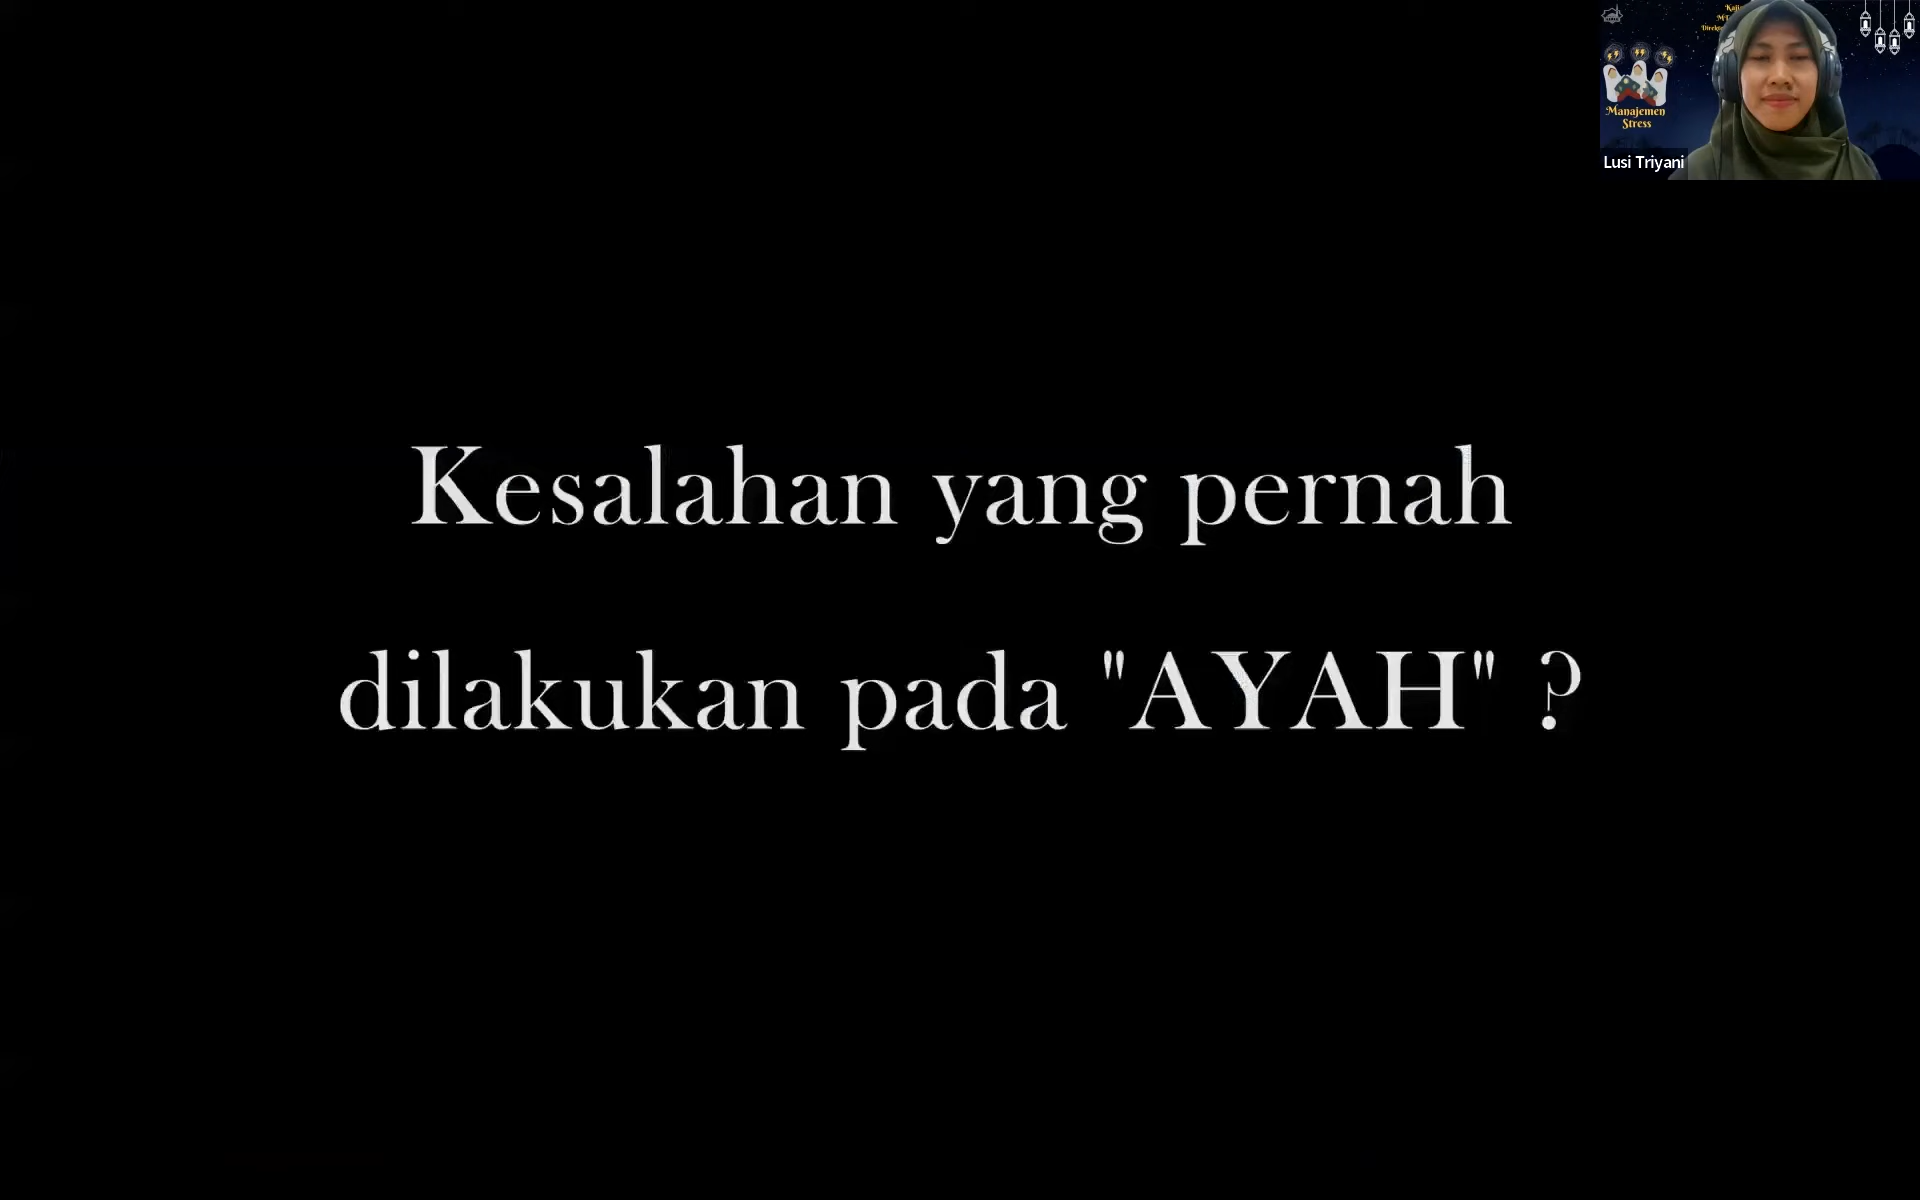 Manajemen
Stress
Lusi Triyani
Kesalahan yang pernah
dilakukan pada "AYAH" ?